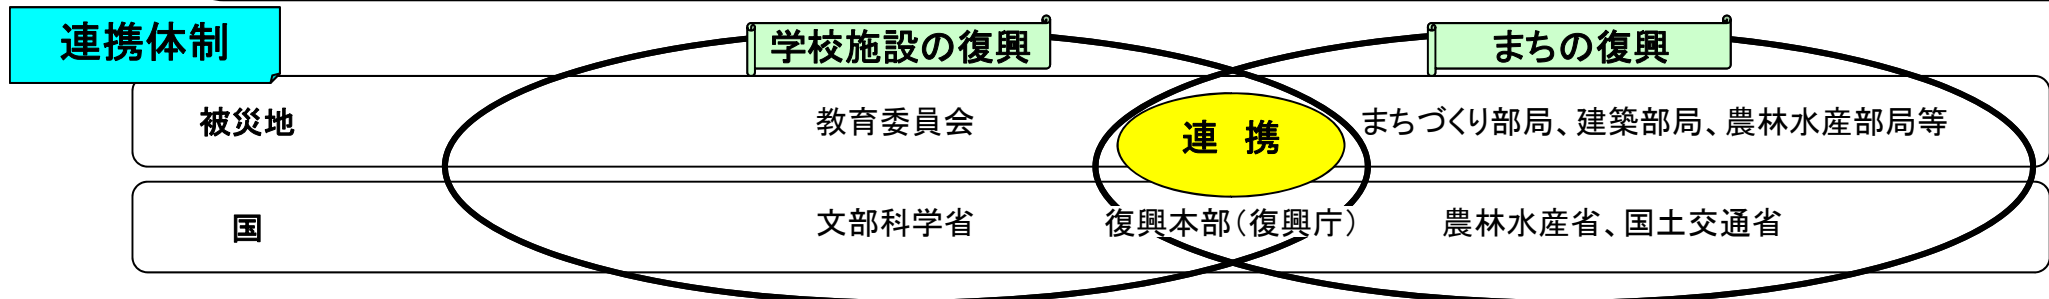 連携体制
学校施設の復興
まちの復興
被災地
教育委員会
連 携
まちづくり部局、建築部局、農林水産部局等
国
文部科学省
復興本部(復興庁)
農林水産省、国土交通省